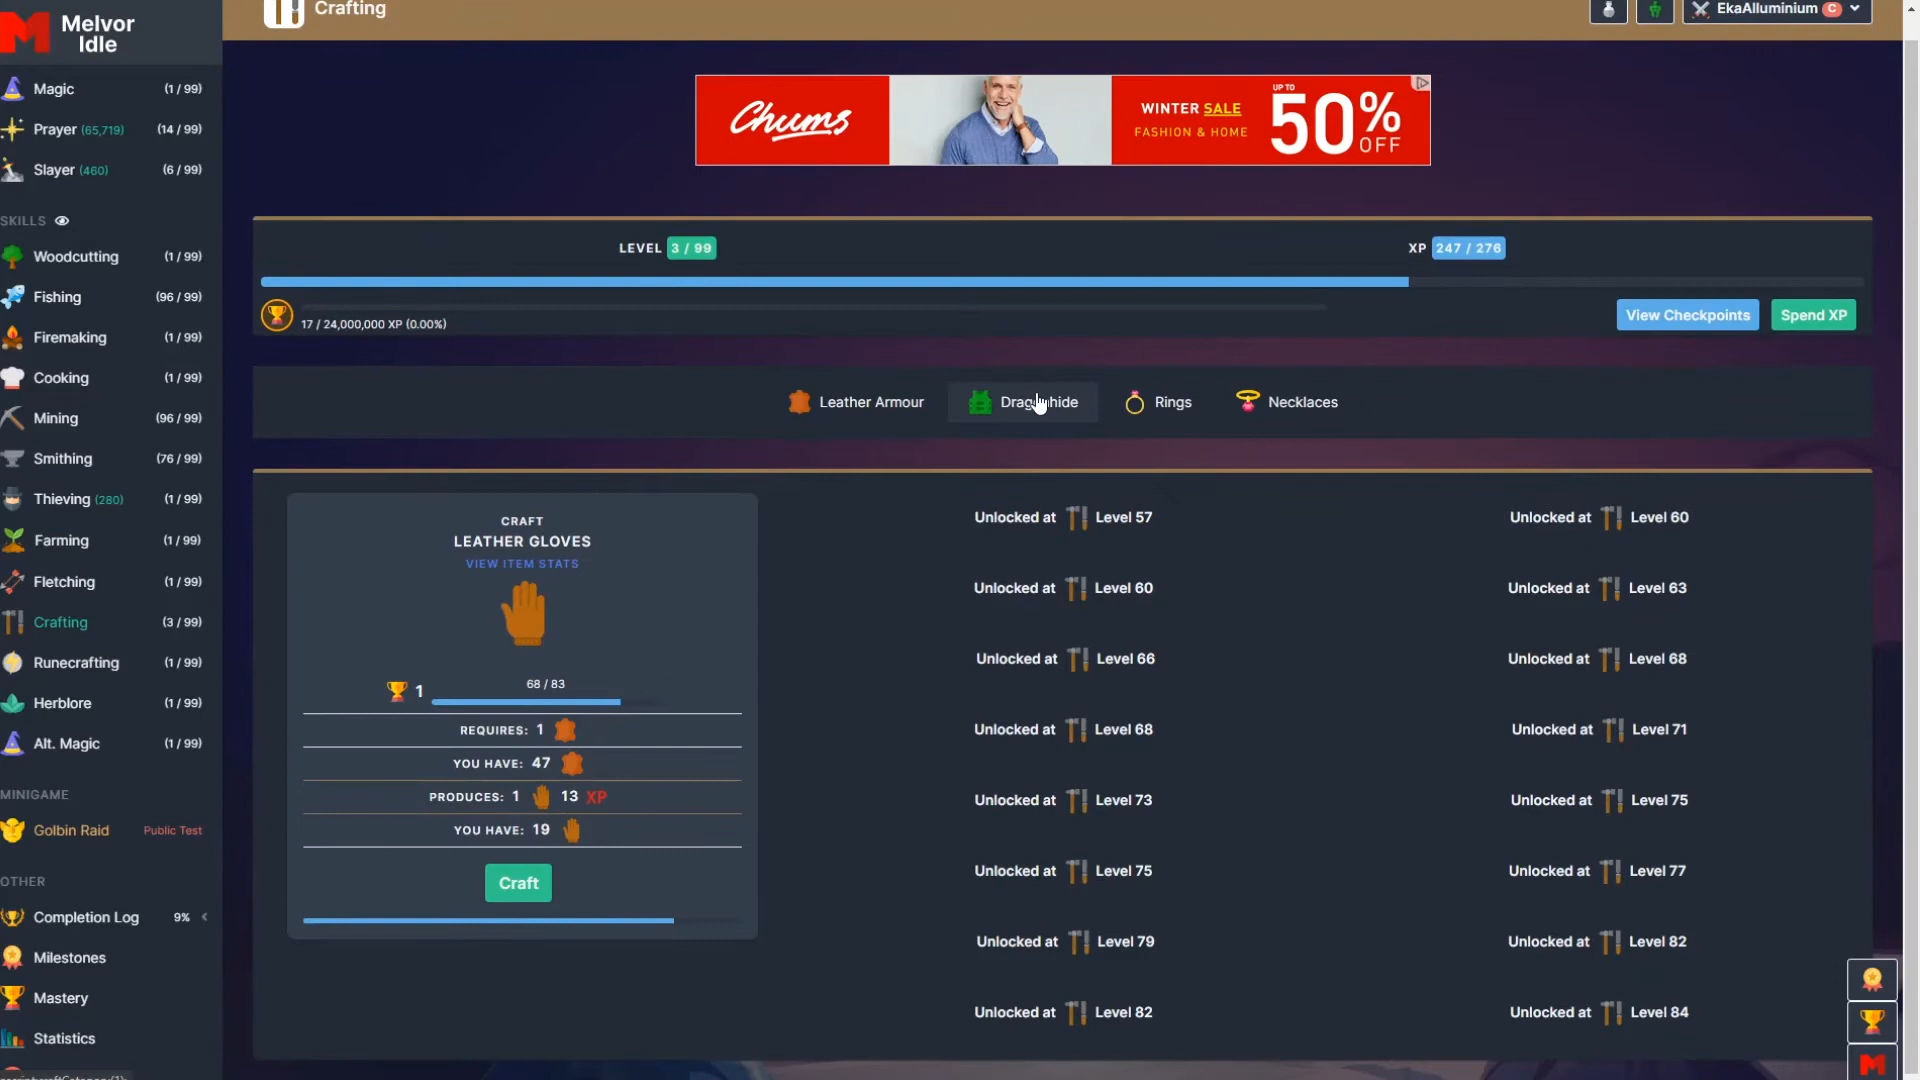 Melvor
Idle
Crafting
EkaAlluminium C
Magic (1 / 99)
Prayer (65,719) (14 / 99)
Slayer (460) (6 / 99)
SKILLS
Woodcutting (1 / 99)
Fishing (96 / 99)
Firemaking (1 / 99)
Cooking (1 / 99)
Mining (96 / 99)
Smithing (76 / 99)
Thieving (280) (1 / 99)
Farming (1 / 99)
Fletching (1 / 99)
Crafting (3 / 99)
Runecrafting (1 / 99)
Herblore (1 / 99)
Alt. Magic (1 / 99)
MINIGAME
Golbin Raid Public Test
OTHER
Completion Log 9%
Milestones
Mastery
Statistics
Chums
WINTER SALE
FASHION & HOME
UP TO
50%
OFF
LEVEL 3 / 99
XP 247 / 276
17 / 24,000,000 XP (0.00%)
View Checkpoints
Spend XP
Leather Armour
Rings
Necklaces
CRAFT
LEATHER GLOVES
VIEW ITEM STATS
1 68 / 83
REQUIRES: 1
YOU HAVE: 47
PRODUCES: 1 13 XP
YOU HAVE: 19
Craft
Unlocked at Level 57
Unlocked at Level 60
Unlocked at Level 60
Unlocked at Level 63
Unlocked at Level 66
Unlocked at Level 68
Unlocked at Level 68
Unlocked at Level 71
Unlocked at Level 73
Unlocked at Level 75
Unlocked at Level 75
Unlocked at Level 77
Unlocked at Level 79
Unlocked at Level 82
Unlocked at Level 82
Unlocked at Level 84